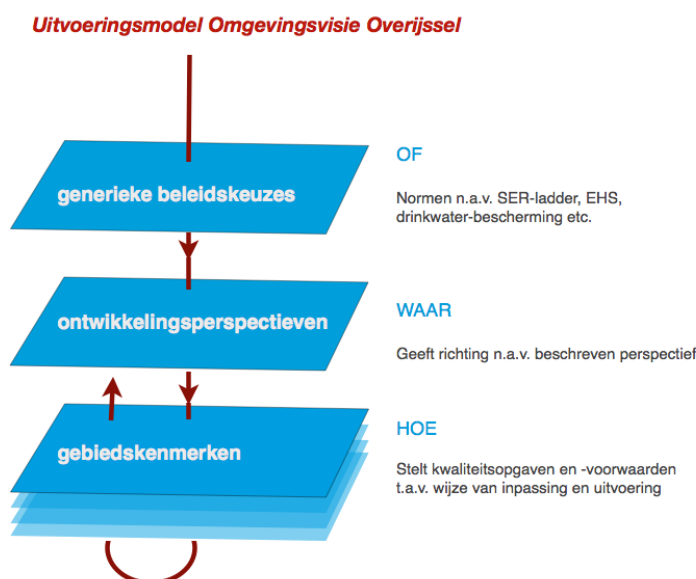 Uitvoeringsmodel Omgevingsvisie Overijssel
generieke beleidskeuzes
OF
Normen n.a.v. SER-ladder, EHS,
drinkwater-bescherming etc.
ontwikkelingsperspectieven
WAAR
Geeft richting n.a.v. beschreven perspectief
gebiedskenmerken
HOE
Stelt kwaliteitsopgaven en -voorwaarden
t.a.v. wijze van inpassing en uitvoering